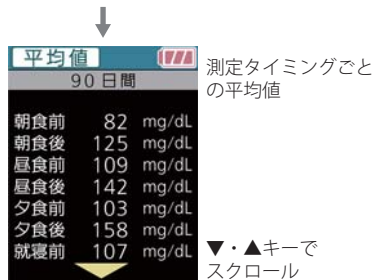 平均値
90日間
測定タイミングごと
の平均値
朝食前 82 mg/dL
朝食後 125 mg/dL
昼食前 109 mg/dL
昼食後 142 mg/dL
夕食前 103 mg/dL
夕食後 158 mg/dL
就寝前 107 mg/dL
▼・▲キーで
スクロール